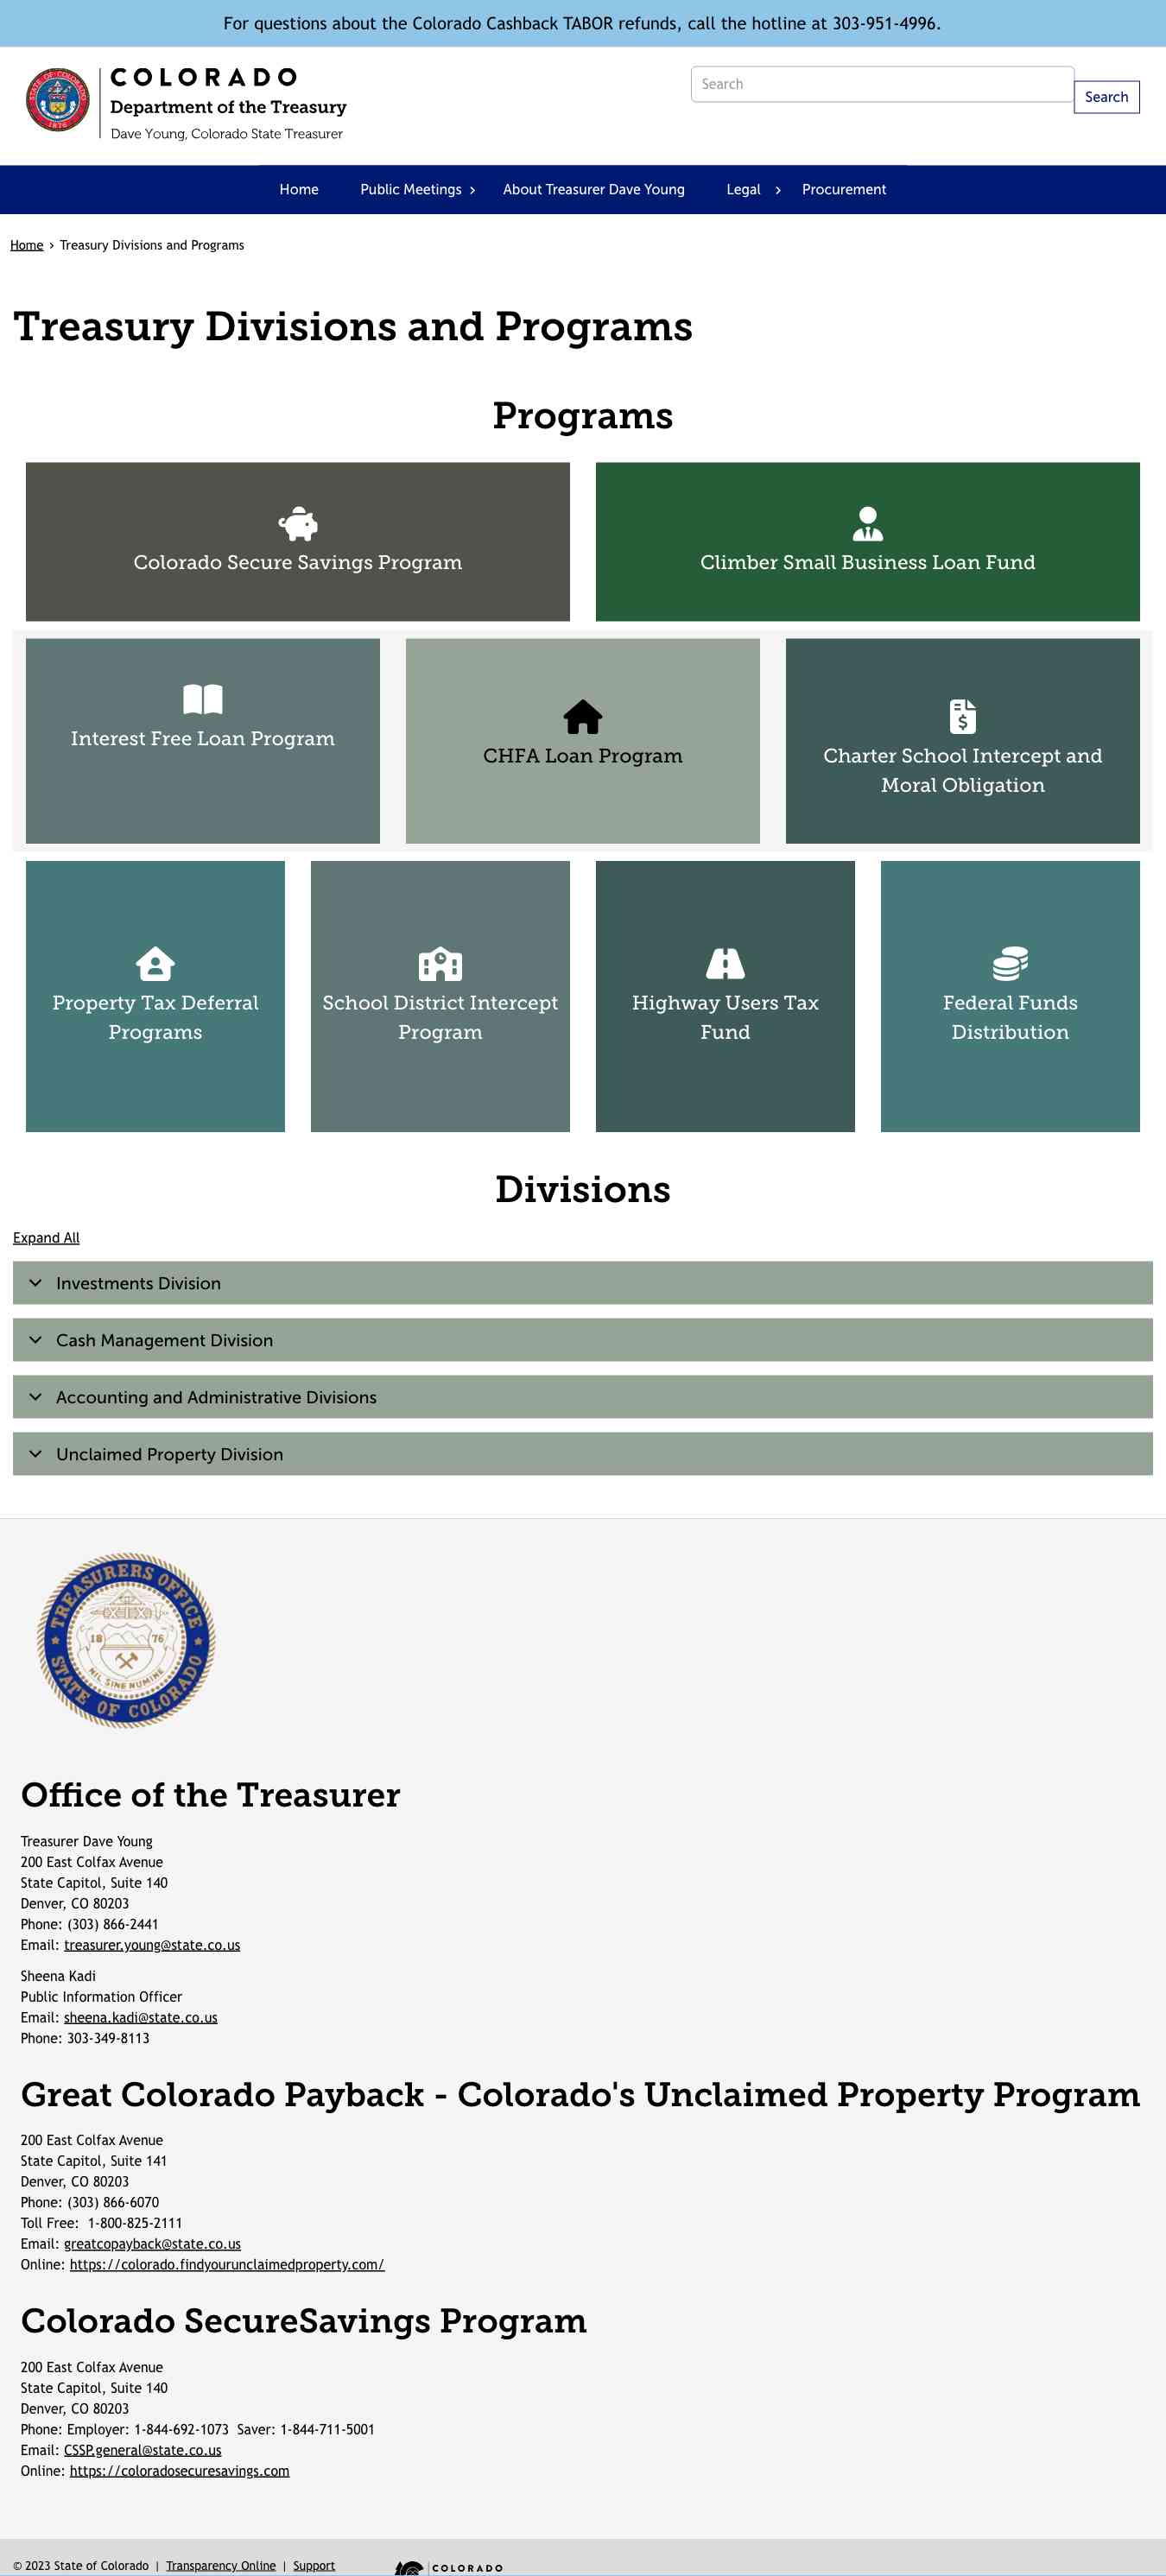 For questions about the Colorado Cashback TABOR refunds, call the hotline at 303-951-4996.
STATE OF COLORADO
1876
COLORADO
Department of the Treasury
Dave Young, Colorado State Treasurer
Search
Search
Home
Public Meetings
About Treasurer Dave Young
Legal
Procurement
Home › Treasury Divisions and Programs
Treasury Divisions and Programs
Programs
Colorado Secure Savings Program
Climber Small Business Loan Fund
Interest Free Loan Program
CHFA Loan Program
Charter School Intercept and
Moral Obligation
Property Tax Deferral
Programs
School District Intercept
Program
Highway Users Tax
Fund
Federal Funds
Distribution
Divisions
Expand All
Investments Division
Cash Management Division
Accounting and Administrative Divisions
Unclaimed Property Division
TREASURERS OFFICE
18 76
NIL SINE NUMINE
STATE OF COLORADO
Office of the Treasurer
Treasurer Dave Young
200 East Colfax Avenue
State Capitol, Suite 140
Denver, CO 80203
Phone: (303) 866-2441
Email: treasurer.young@state.co.us
Sheena Kadi
Public Information Officer
Email: sheena.kadi@state.co.us
Phone: 303-349-8113
Great Colorado Payback - Colorado's Unclaimed Property Program
200 East Colfax Avenue
State Capitol, Suite 141
Denver, CO 80203
Phone: (303) 866-6070
Toll Free:  1-800-825-2111
Email: greatcopayback@state.co.us
Online: https://colorado.findyourunclaimedproperty.com/
Colorado SecureSavings Program
200 East Colfax Avenue
State Capitol, Suite 140
Denver, CO 80203
Phone: Employer: 1-844-692-1073  Saver: 1-844-711-5001
Email: CSSP.general@state.co.us
Online: https://coloradosecuresavings.com
© 2023 State of Colorado | Transparency Online | Support
COLORADO